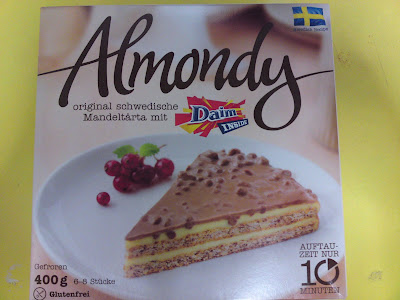 Almondy
original schwedische
Mandeltårta mit
Daim
INSIDE
Gefroren
400g 6-8 Stücke
Glutenfrei
AUFTAU-
ZEIT NUR
10
MINUTEN